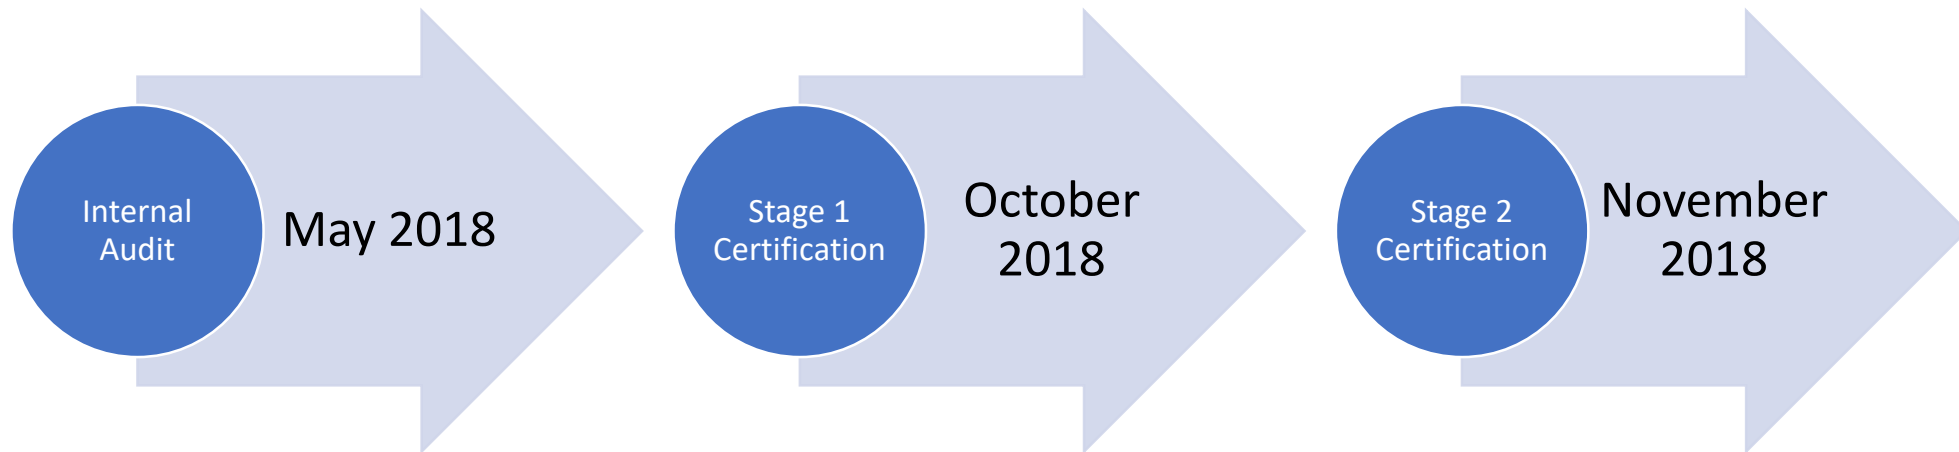 Internal
Audit
May 2018
Stage 1
Certification
October
2018
Stage 2
Certification
November
2018